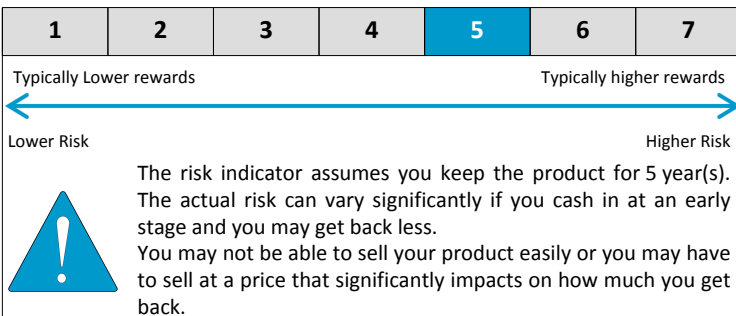 1 2 3 4 5 6 7
Typically Lower rewards Typically higher rewards
Lower Risk Higher Risk
The risk indicator assumes you keep the product for 5 year(s).
The actual risk can vary significantly if you cash in at an early
stage and you may get back less.
You may not be able to sell your product easily or you may have
to sell at a price that significantly impacts on how much you get
back.